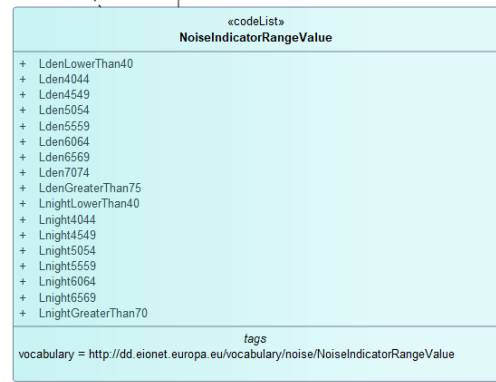 «codeList»
NoiseIndicatorRangeValue
+ LdenLowerThan40
+ Lden4044
+ Lden4549
+ Lden5054
+ Lden5559
+ Lden6064
+ Lden6569
+ Lden7074
+ LdenGreaterThan75
+ LnightLowerThan40
+ Lnight4044
+ Lnight4549
+ Lnight5054
+ Lnight5559
+ Lnight6064
+ Lnight6569
+ LnightGreaterThan70
tags
vocabulary = http://dd.eionet.europa.eu/vocabulary/noise/NoiseIndicatorRangeValue